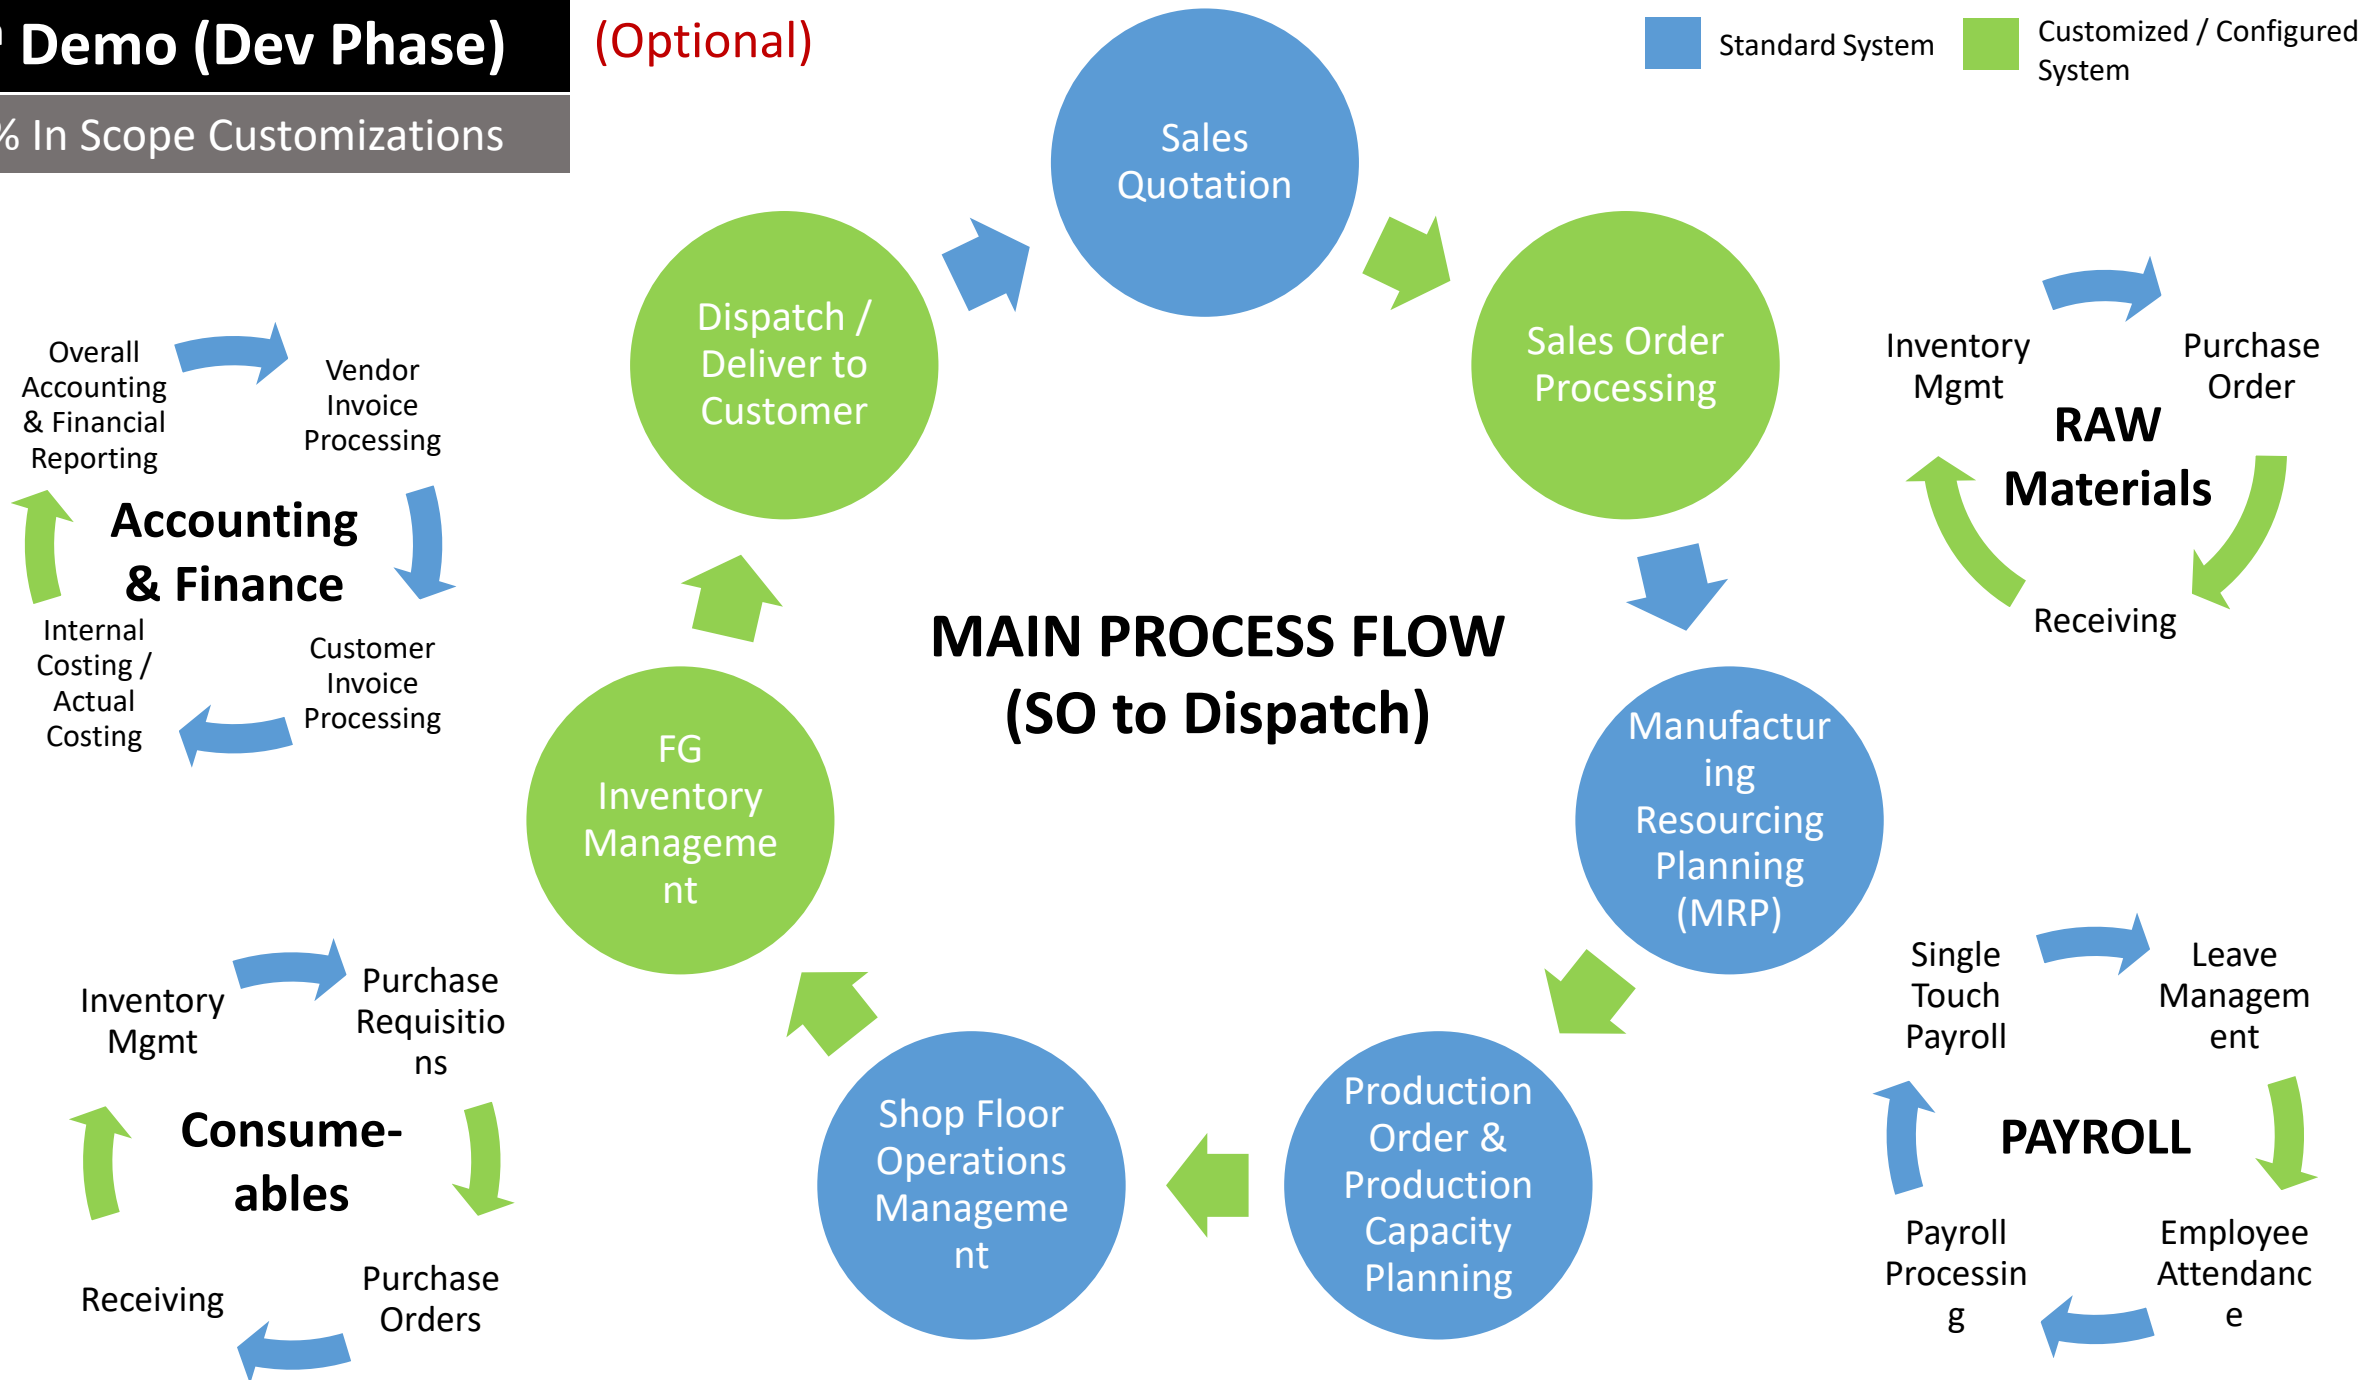 Demo (Dev Phase)
(Optional)
% In Scope Customizations
Standard System
Customized / Configured
System
Sales
Quotation
Sales Order
Processing
Manufactur
ing
Resourcing
Planning
(MRP)
Production
Order &
Production
Capacity
Planning
Shop Floor
Operations
Manageme
nt
FG
Inventory
Manageme
nt
Dispatch /
Deliver to
Customer
MAIN PROCESS FLOW
(SO to Dispatch)
Overall
Accounting
& Financial
Reporting
Vendor
Invoice
Processing
Customer
Invoice
Processing
Internal
Costing /
Actual
Costing
Accounting
& Finance
Inventory
Mgmt
Purchase
Order
Receiving
RAW
Materials
Inventory
Mgmt
Purchase
Requisitio
ns
Purchase
Orders
Receiving
Consume-
ables
Single
Touch
Payroll
Leave
Managem
ent
Employee
Attendanc
e
Payroll
Processin
g
PAYROLL